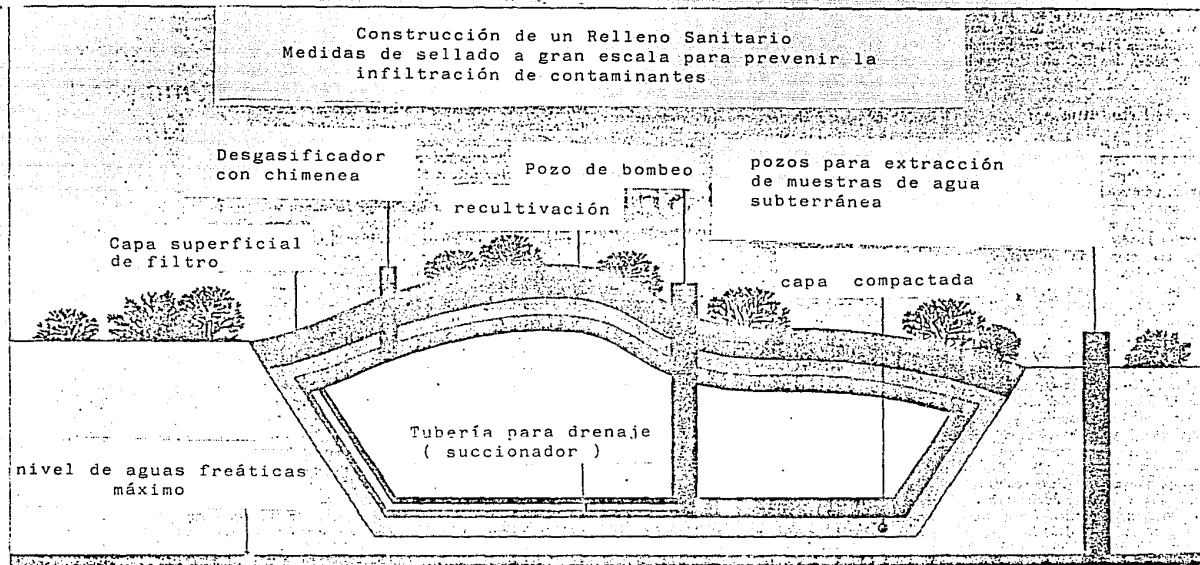 Construcción de un Relleno Sanitario
Medidas de sellado a gran escala para prevenir la
infiltración de contaminantes
Desgasificador
con chimenea
Pozo de bombeo
pozos para extracción
de muestras de agua
subterránea
recultivación
Capa superficial
de filtro
capa compactada
Tubería para drenaje
( succionador )
nivel de aguas freáticas
máximo